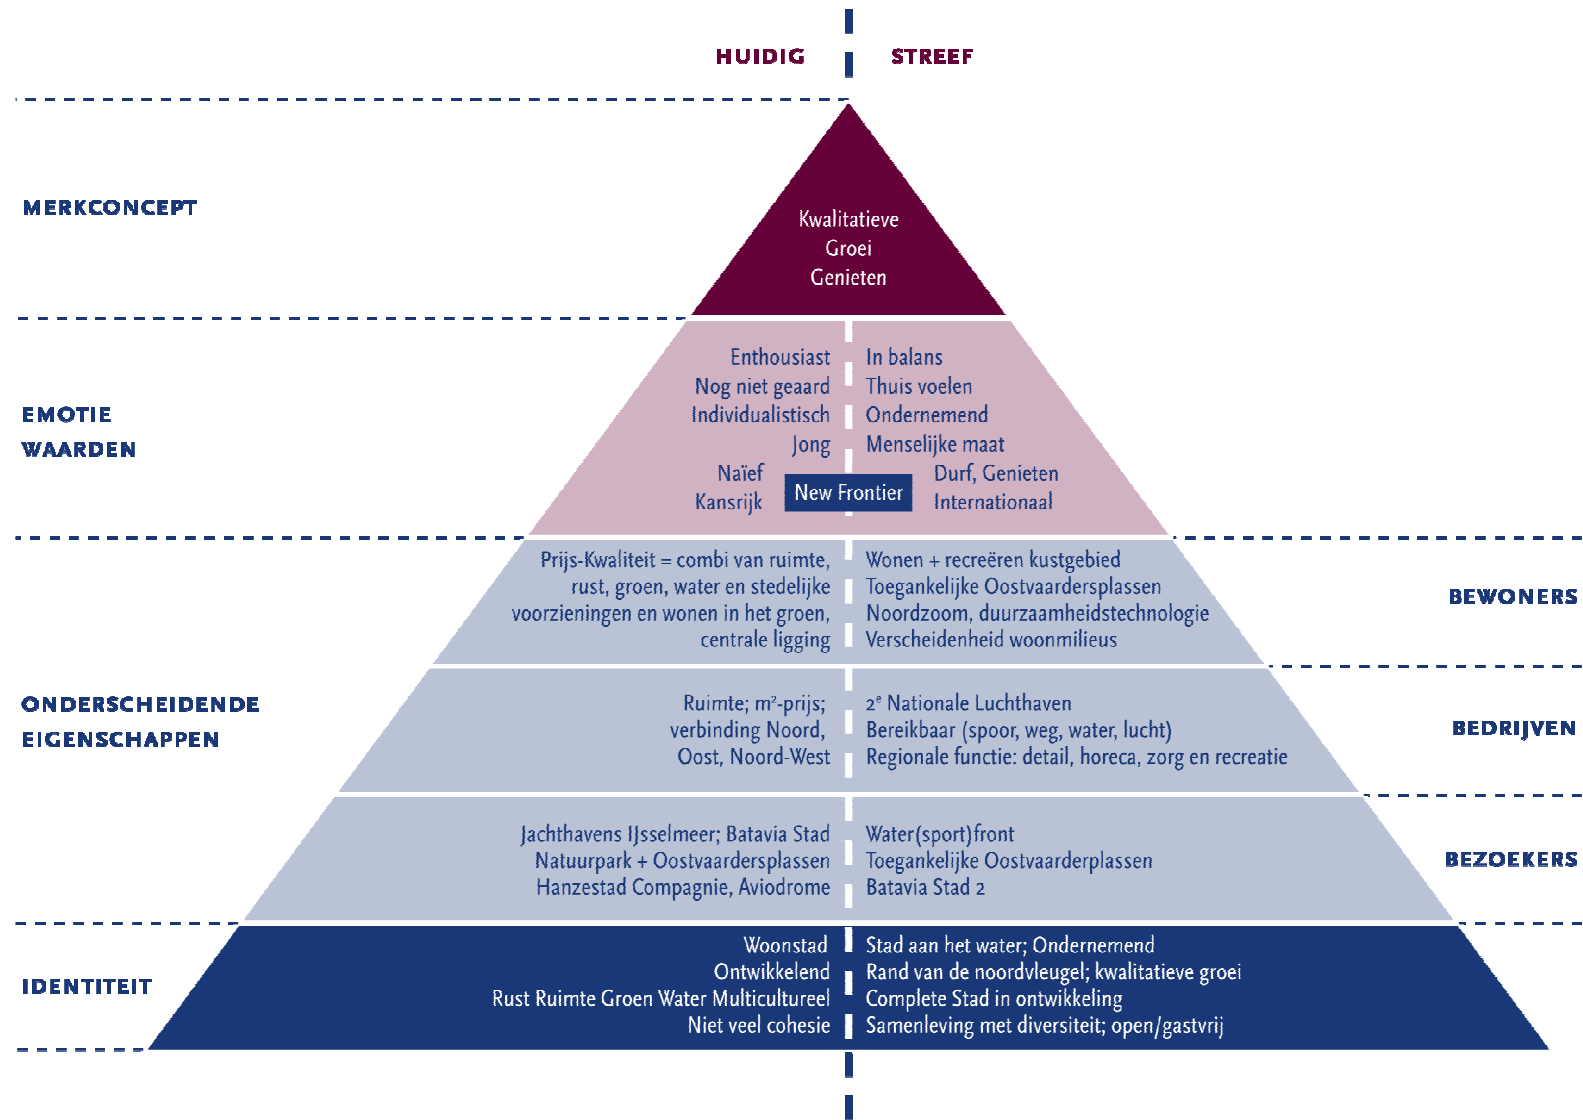 HUIDIG
STREEF
MERKCONCEPT
Kwalitatieve
Groei
Genieten
EMOTIE
WAARDEN
Enthousiast
Nog niet geaard
Individualistisch
Jong
Naïef
Kansrijk
New Frontier
In balans
Thuis voelen
Ondernemend
Menselijke maat
Durf, Genieten
Internationaal
ONDERSCHEIDENDE
EIGENSCHAPPEN
Prijs-Kwaliteit = combi van ruimte,
rust, groen, water en stedelijke
voorzieningen en wonen in het groen,
centrale ligging
Wonen + recreëren kustgebied
Toegankelijke Oostvaardersplassen
Noordzoom, duurzaamheidstechnologie
Verscheidenheid woonmilieus
BEWONERS
Ruimte; m²-prijs;
verbinding Noord,
Oost, Noord-West
2e Nationale Luchthaven
Bereikbaar (spoor, weg, water, lucht)
Regionale functie: detail, horeca, zorg en recreatie
BEDRIJVEN
Jachthavens IJsselmeer; Batavia Stad
Natuurpark + Oostvaardersplassen
Hanzestad Compagnie, Aviodrome
Water(sport)front
Toegankelijke Oostvaarderplassen
Batavia Stad 2
BEZOEKERS
IDENTITEIT
Woonstad
Ontwikkelend
Rust Ruimte Groen Water Multicultureel
Niet veel cohesie
Stad aan het water; Ondernemend
Rand van de noordvleugel; kwalitatieve groei
Complete Stad in ontwikkeling
Samenleving met diversiteit; open/gastvrij